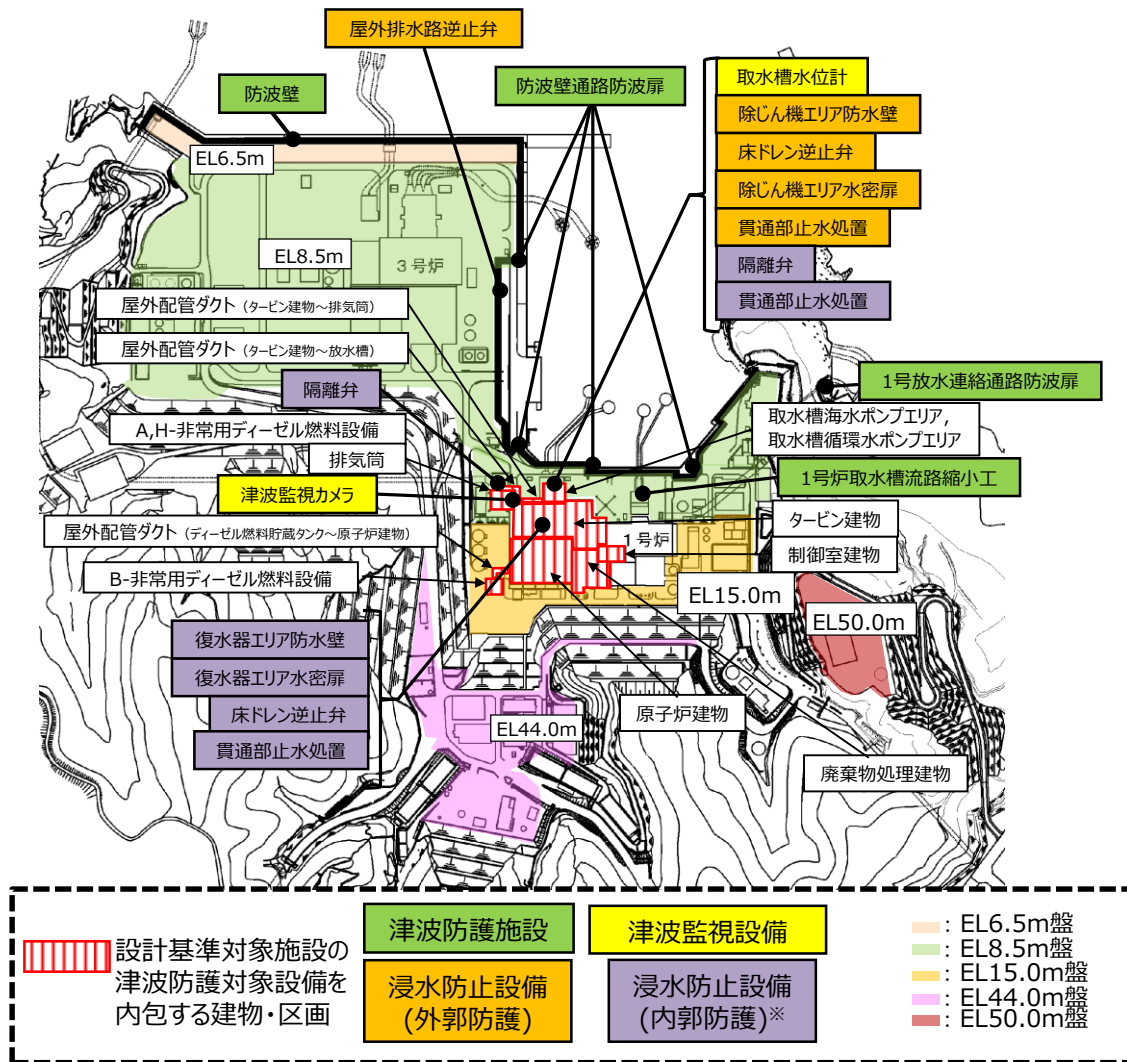 屋外排水路逆止弁
防波壁
防波壁通路防波扉
取水槽水位計
除じん機エリア防水壁
床ドレン逆止弁
除じん機エリア水密扉
貫通部止水処置
隔離弁
貫通部止水処置
EL6.5m
EL8.5m
3号炉
屋外配管ダクト（タービン建物～排気筒）
屋外配管ダクト（タービン建物～放水槽）
隔離弁
A,H-非常用ディーゼル燃料設備
排気筒
津波監視カメラ
屋外配管ダクト（ディーゼル燃料貯蔵タンク～原子炉建物）
B-非常用ディーゼル燃料設備
1号放水連絡通路防波扉
取水槽海水ポンプエリア，
取水槽循環水ポンプエリア
1号炉取水槽流路縮小工
タービン建物
1号炉
制御室建物
EL15.0m
EL50.0m
復水器エリア防水壁
復水器エリア水密扉
床ドレン逆止弁
貫通部止水処置
EL44.0m
原子炉建物
廃棄物処理建物
設計基準対象施設の
津波防護対象設備を
内包する建物・区画
津波防護施設
津波監視設備
浸水防止設備
(外郭防護)
浸水防止設備
(内郭防護)※
：EL6.5m盤
：EL8.5m盤
：EL15.0m盤
：EL44.0m盤
：EL50.0m盤